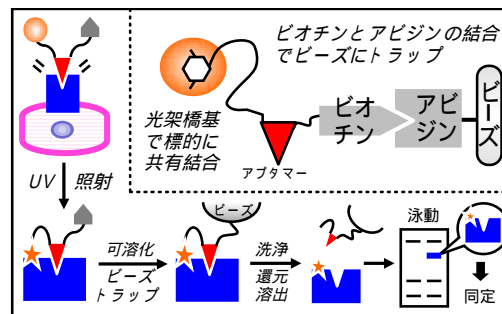 ビオチンとアビジンの結合
でビーズにトラップ
光架橋基
で標的に
共有結合
アプタマー
ビオ
チン
アビ
ジン
ビーズ
UV 照射
可溶化
ビーズ
トラップ
ビーズ
洗浄
還元
溶出
泳動
同定